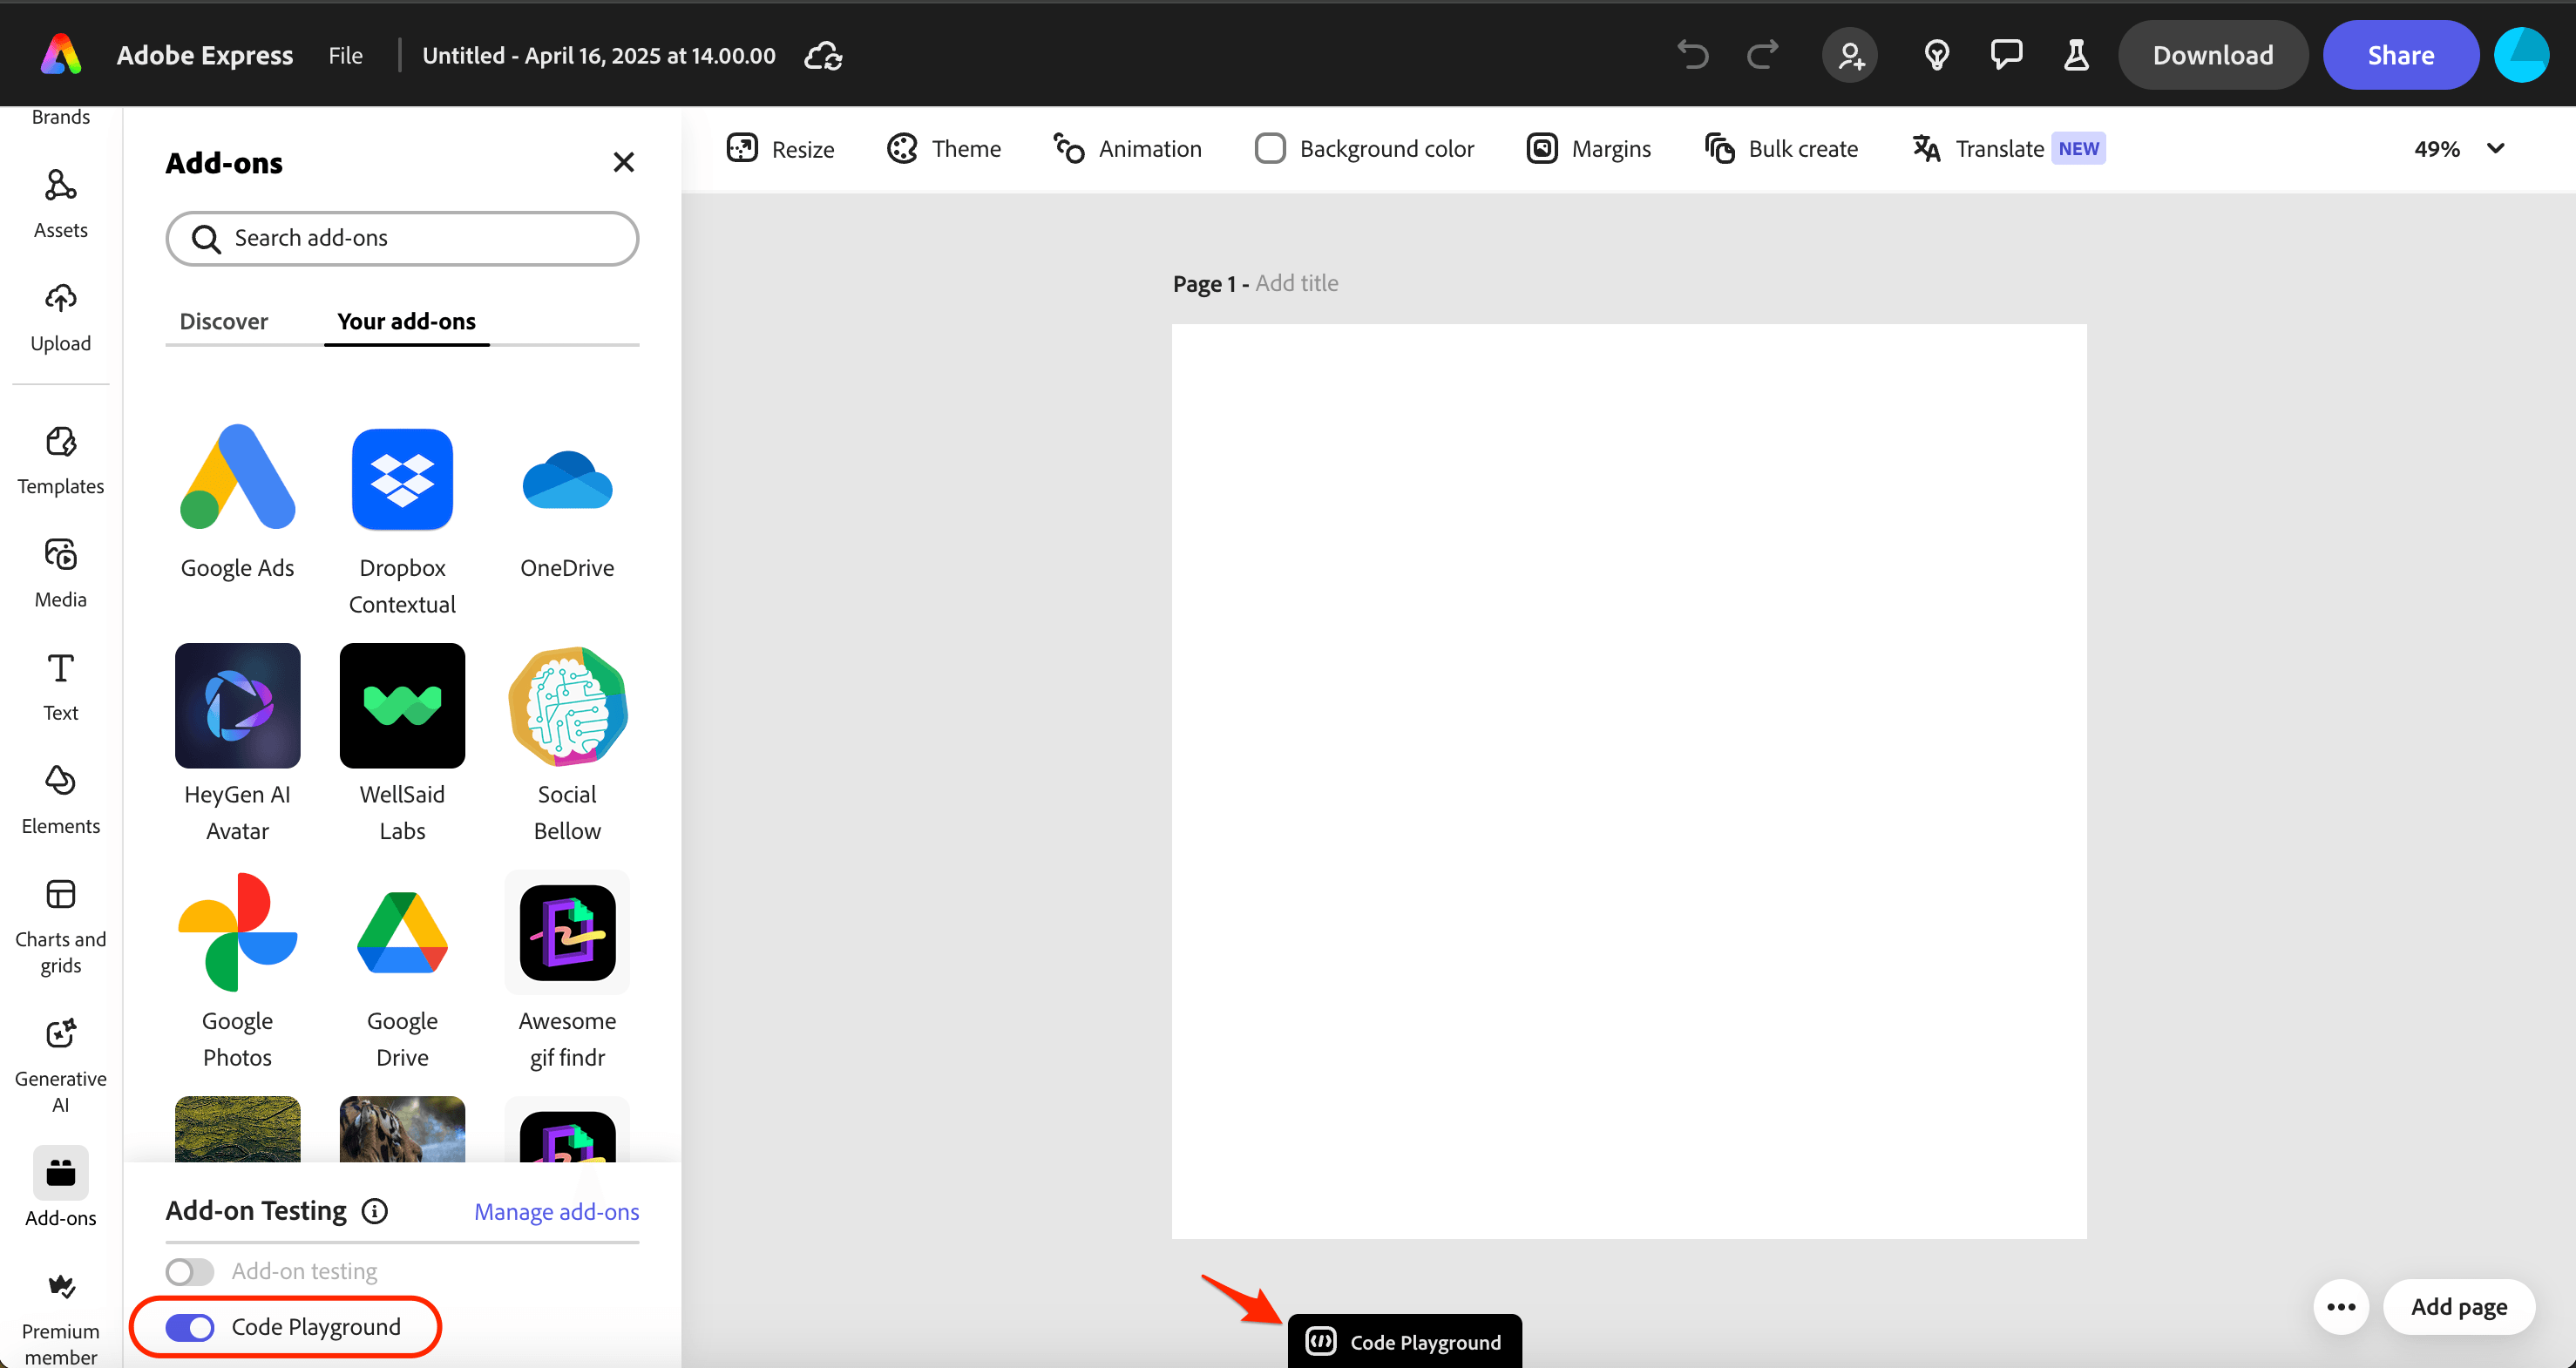 Adobe Express
File
Untitled - April 16, 2025 at 14.00.00
Download
Share
Brands
Assets
Upload
Templates
Media
Text
Elements
Charts and
grids
Generative
AI
Add-ons
Premium
member
Add-ons
Search add-ons
Discover
Your add-ons
Google Ads
Dropbox
Contextual
OneDrive
HeyGen AI
Avatar
WellSaid
Labs
Social
Bellow
Google
Photos
Google
Drive
Awesome
gif findr
Add-on Testing
Manage add-ons
Add-on testing
Code Playground
Resize
Theme
Animation
Background color
Margins
Bulk create
Translate NEW
49%
Page 1 - Add title
Code Playground
Add page